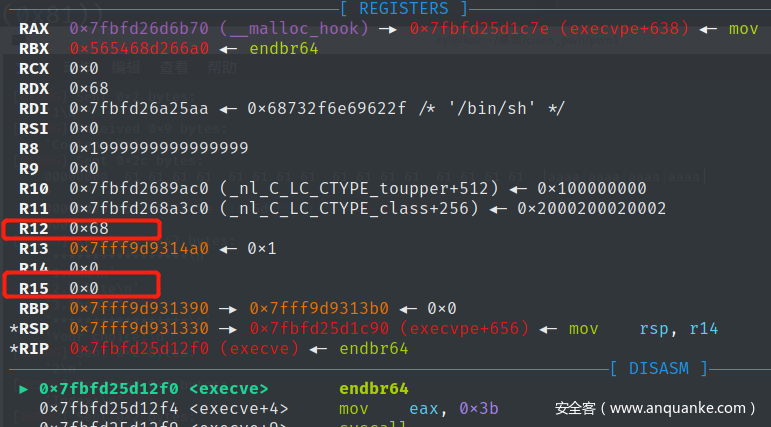 [ REGISTERS ]
RAX 0x7fbfd26d6b70 (__malloc_hook) —▸ 0x7fbfd25d1c7e (execvpe+638) ◂— mov
RBX 0x565468d266a0 ◂— endbr64
RCX 0x0
RDX 0x68
RDI 0x7fbfd26a25aa ◂— 0x68732f6e69622f /* '/bin/sh' */
RSI 0x0
R8 0x1999999999999999
R9 0x0
R10 0x7fbfd2689ac0 (_nl_C_LC_CTYPE_toupper+512) ◂— 0x100000000
R11 0x7fbfd268a3c0 (_nl_C_LC_CTYPE_class+256) ◂— 0x2000200020002
R12 0x68
R13 0x7fff9d9314a0 ◂— 0x1
R14 0x0
R15 0x0
RBP 0x7fff9d931390 —▸ 0x7fff9d9313b0 ◂— 0x0
*RSP 0x7fff9d931330 —▸ 0x7fbfd25d1c90 (execvpe+656) ◂— mov rsp, r14
*RIP 0x7fbfd25d12f0 (execve) ◂— endbr64
[ DISASM ]
► 0x7fbfd25d12f0 <execve> endbr64
0x7fbfd25d12f4 <execve+4> mov eax, 0x3b
安全客（www.anquanke.com）